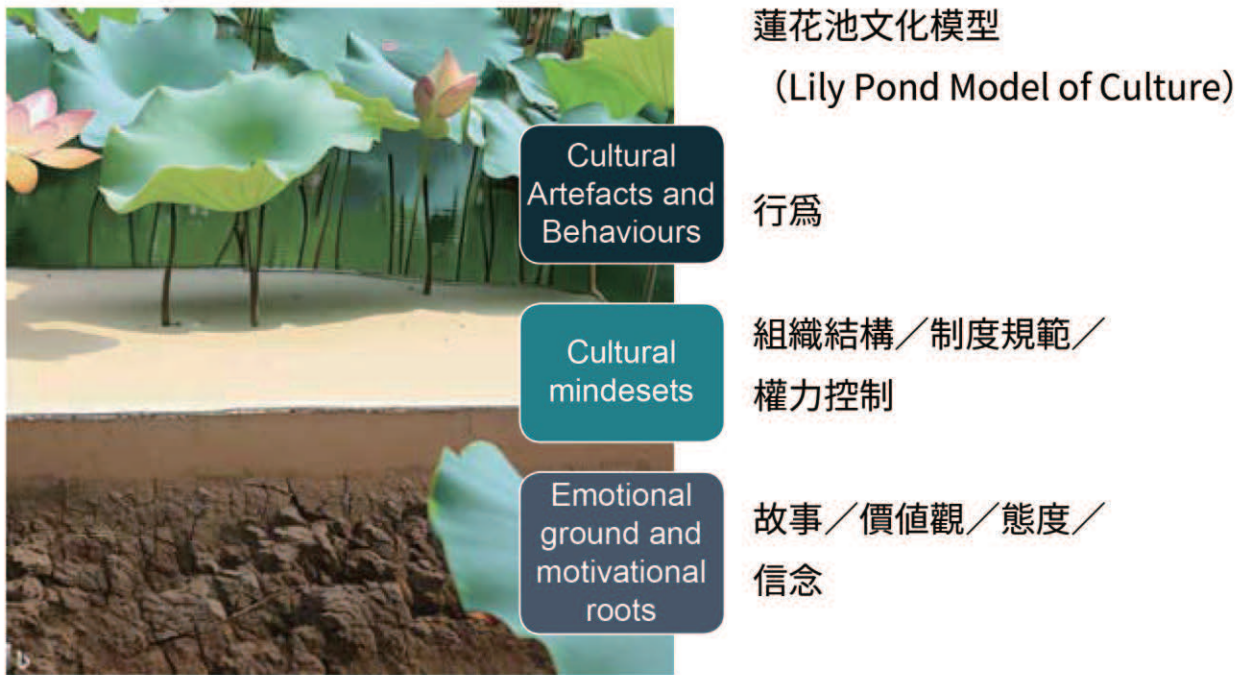 蓮花池文化模型
（Lily Pond Model of Culture）
Cultural
Artefacts and
Behaviours
行爲
Cultural
mindesets
組織結構／制度規範／
權力控制
Emotional
ground and
motivational
roots
故事／價値觀／態度／
信念
b